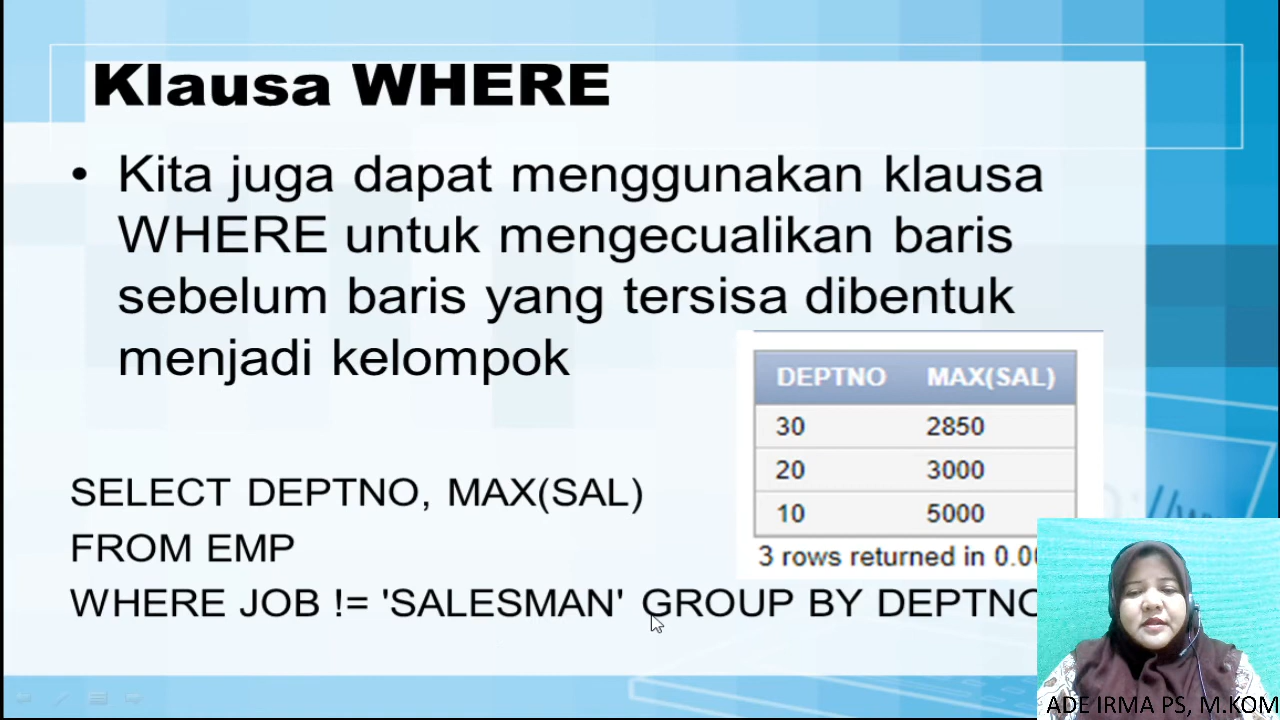 Klausa WHERE
• Kita juga dapat menggunakan klausa
WHERE untuk mengecualikan baris
sebelum baris yang tersisa dibentuk
menjadi kelompok
DEPTNO MAX(SAL)
30 2850
20 3000
10 5000
3 rows returned in
SELECT DEPTNO, MAX(SAL)
FROM EMP
WHERE JOB != 'SALESMAN' GROUP BY DEPTNO
ADE IRMA PS, M.KOM